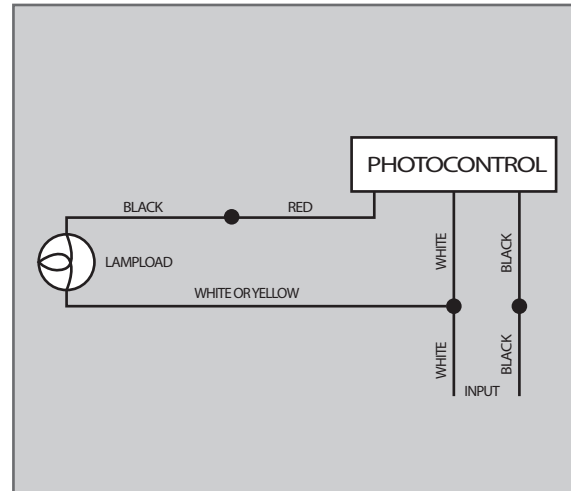 PHOTOCONTROL
BLACK
RED
WHITE
BLACK
LAMPLOAD
WHITE OR YELLOW
WHITE
BLACK
INPUT